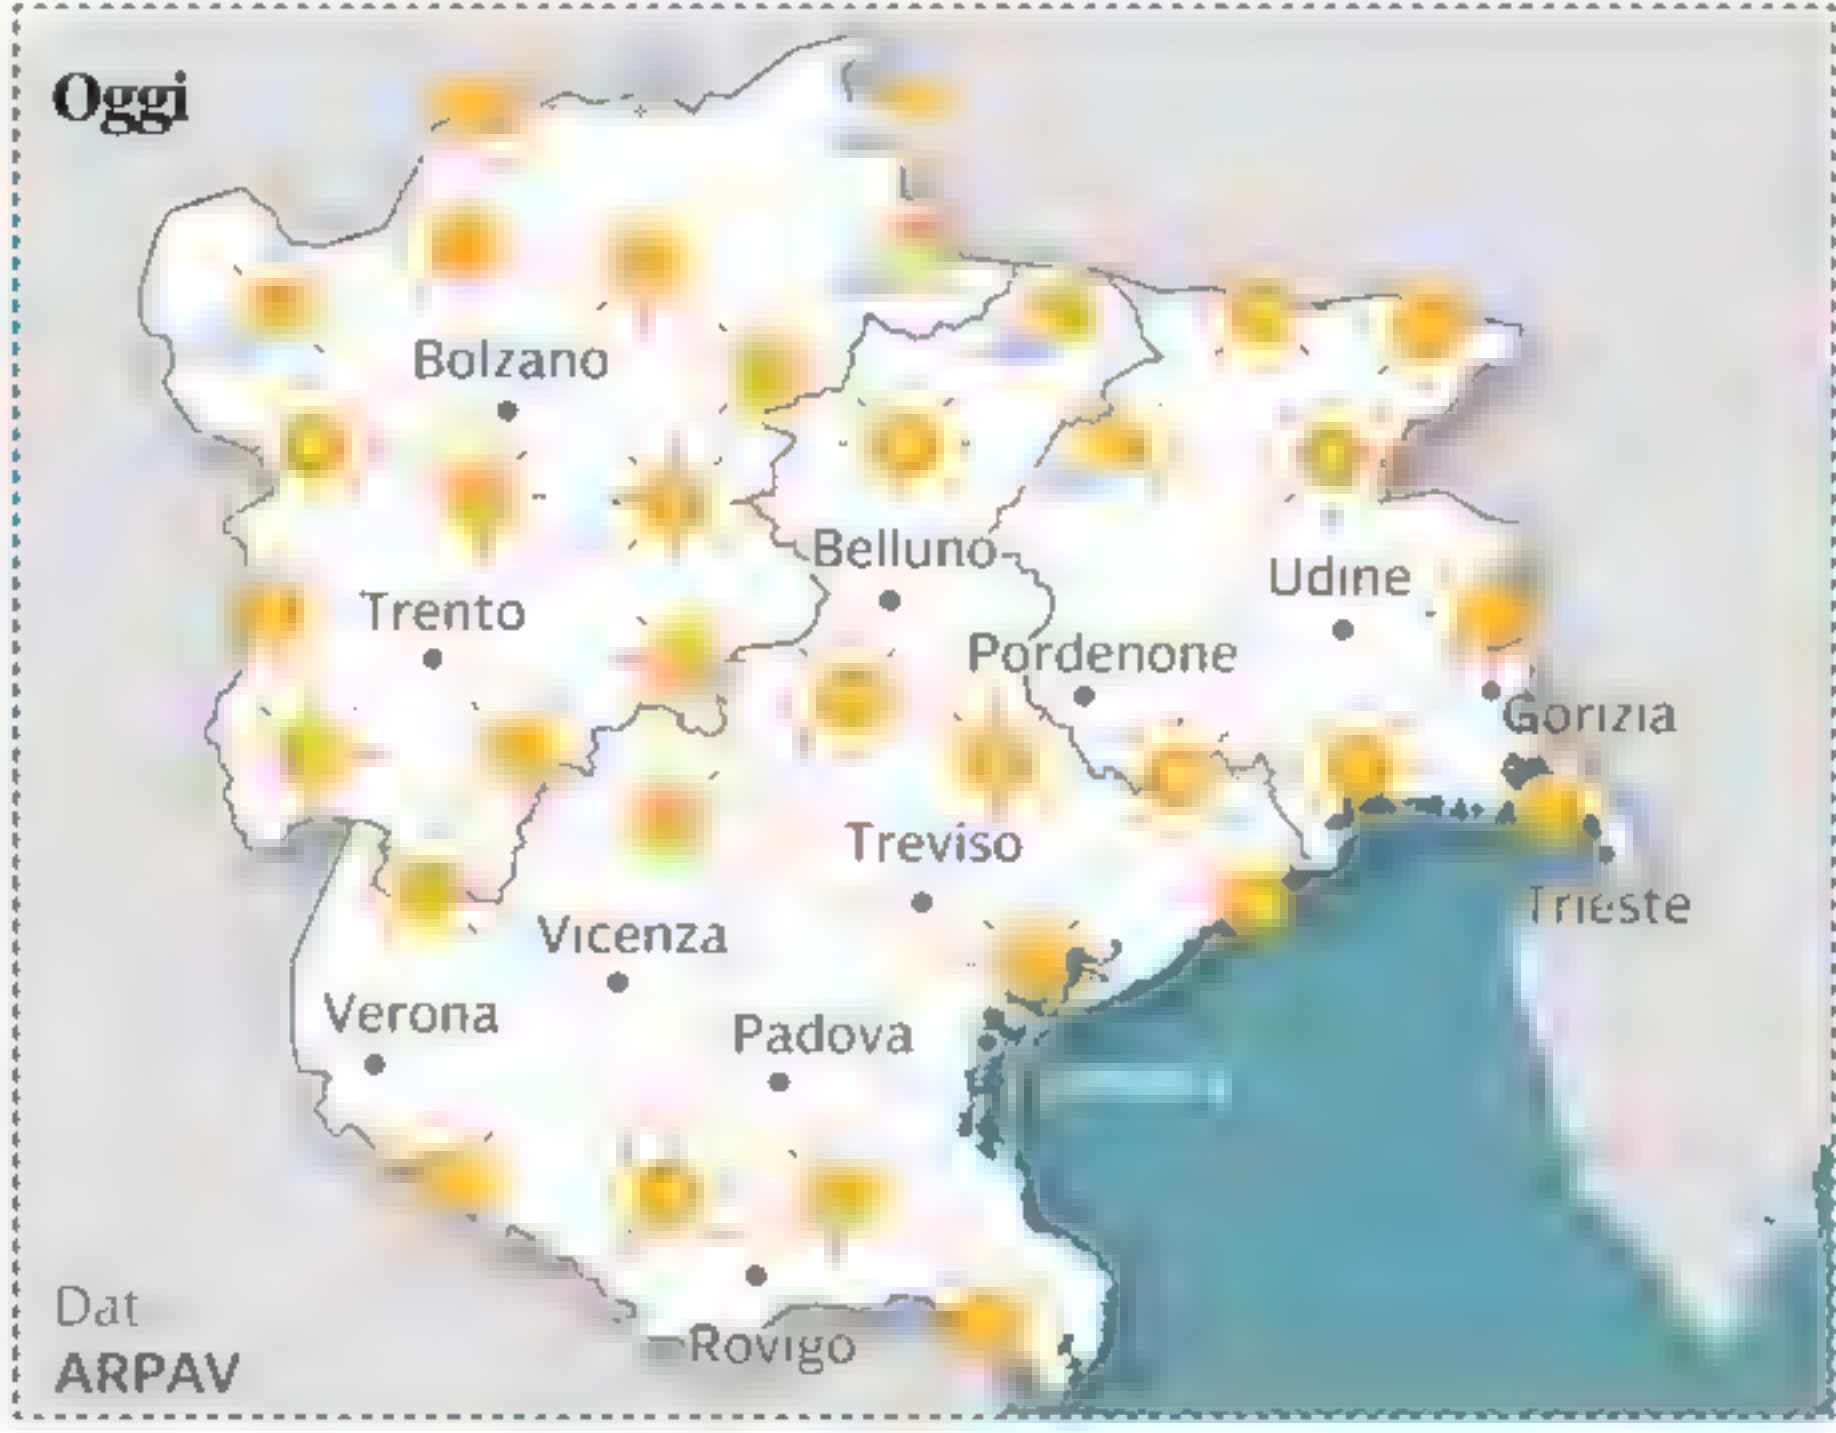 Oggi
Bolzano
Belluno
Udine
Trento
Pordenone
Gorizia
Treviso
Trieste
Vicenza
Verona
Padova
Rovigo
Dat
ARPAV